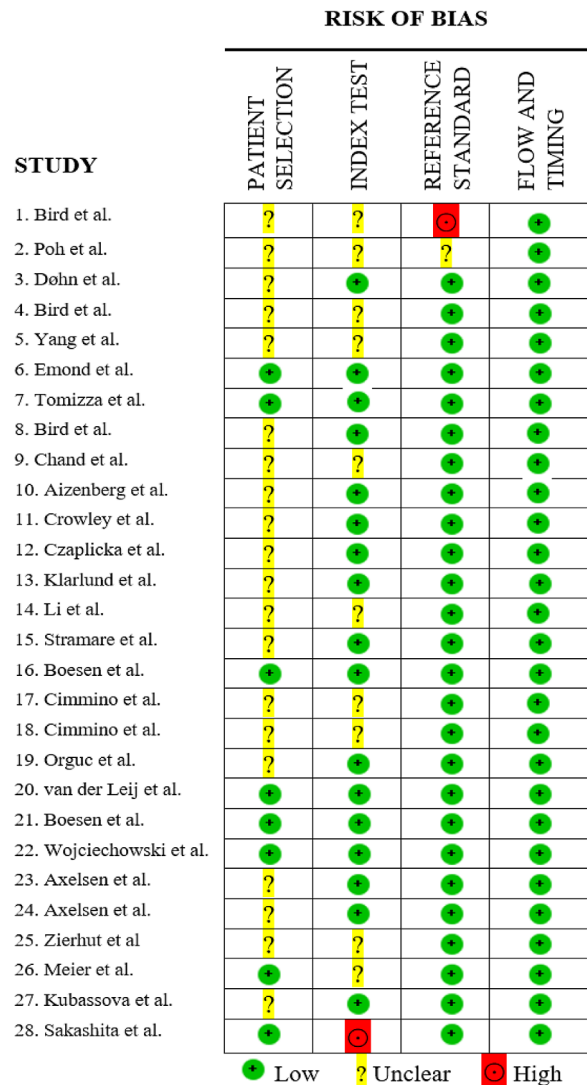 RISK OF BIAS
STUDY
PATIENT
SELECTION
INDEX TEST
REFERENCE
STANDARD
FLOW AND
TIMING
1. Bird et al. ? ?
2. Poh et al. ? ? ? +
3. Døhn et al. ? + + +
4. Bird et al. ? ? + +
5. Yang et al. ? ? + +
6. Emond et al. + + + +
7. Tomizza et al. + + + +
8. Bird et al. ? + + +
9. Chand et al. ? ? + +
10. Aizenberg et al. ? + + +
11. Crowley et al. ? + + +
12. Czaplicka et al. ? + + +
13. Klarlund et al. ? + + +
14. Li et al. ? ? + +
15. Stramare et al. ? + + +
16. Boesen et al. + + + +
17. Cimmino et al. ? ? + +
18. Cimmino et al. ? ? + +
19. Orguc et al. ? + + +
20. van der Leij et al. + + + +
21. Boesen et al. + + + +
22. Wojciechowski et al. + + + +
23. Axelsen et al. ? + + +
24. Axelsen et al. ? + + +
25. Zierhut et al ? ? + +
26. Meier et al. + ? + +
27. Kubassova et al. ? + + +
28. Sakashita et al. + + +
+ Low ? Unclear High